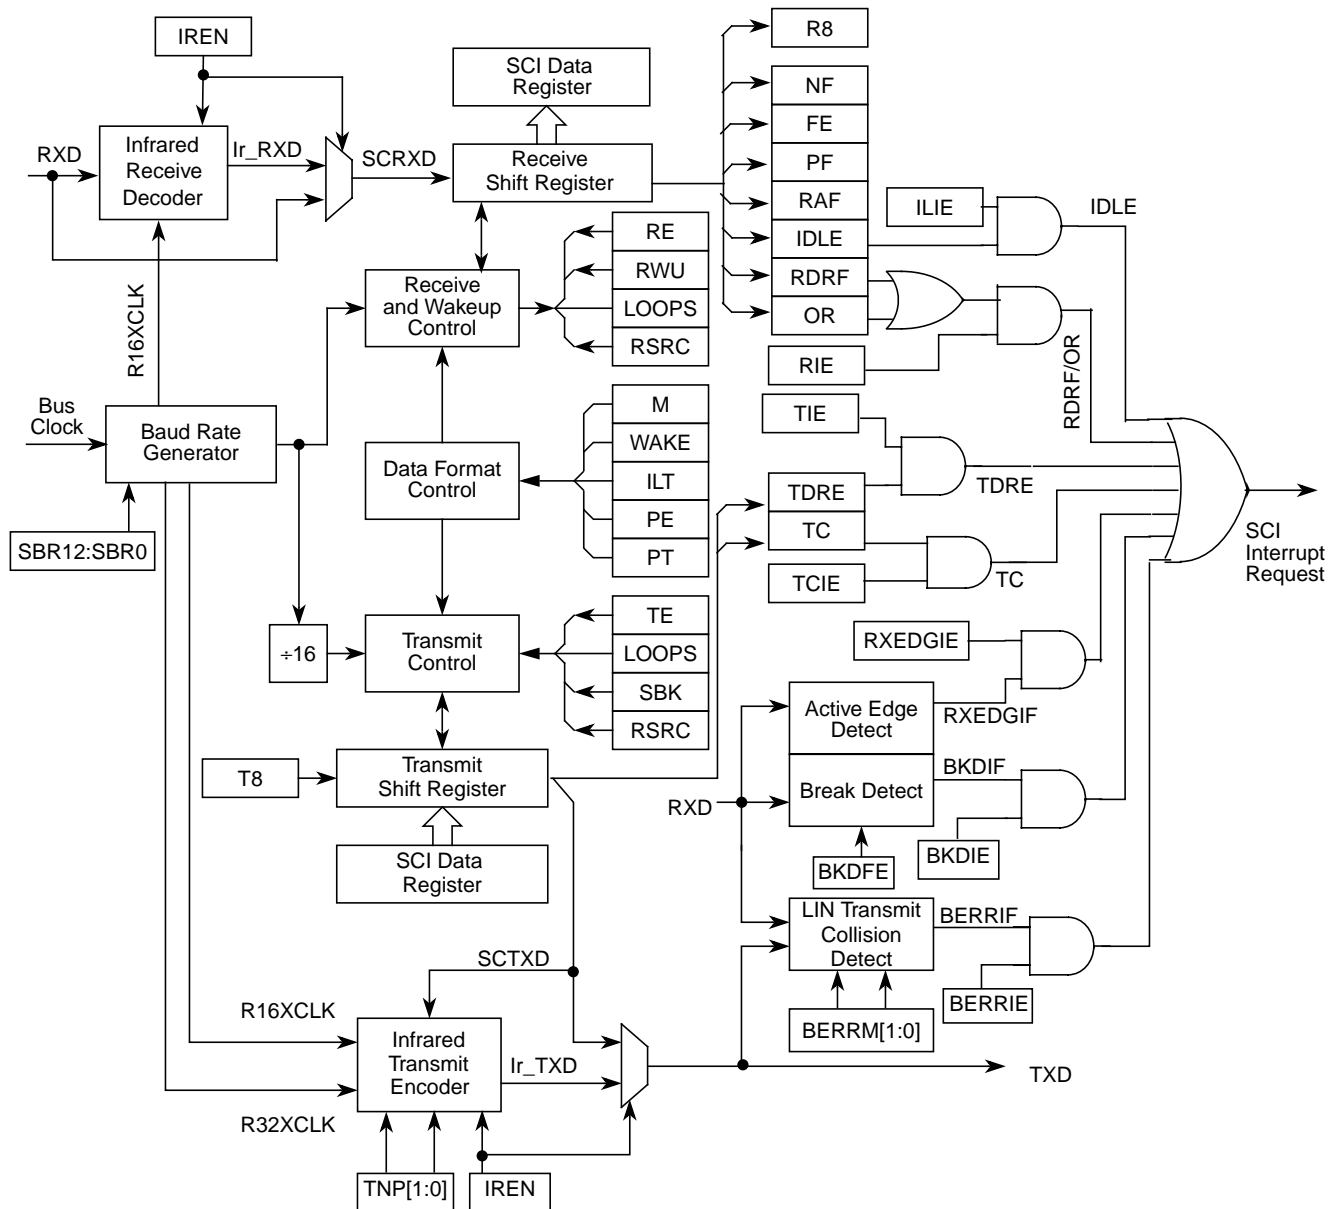 IREN
SCI Data
Register
R8
NF
FE
PF
RAF
IDLE
RDRF
OR
RXD
Infrared
Receive
Decoder
Ir_RXD
SCRXD
Receive
Shift Register
ILIE
IDLE
R16XCLK
Receive
and Wakeup
Control
RE
RWU
LOOPS
RSRC
RIE
RDRF/OR
Bus
Clock
Baud Rate
Generator
SBR12:SBR0
Data Format
Control
M
WAKE
ILT
PE
PT
TIE
TDRE
TC
TCIE
TDRE
TC
SCI
Interrupt
Request
÷16
Transmit
Control
TE
LOOPS
SBK
RSRC
RXEDGIE
Active Edge
Detect
RXEDGIF
T8
Transmit
Shift Register
RXD
Break Detect
BKDIF
BKDIE
BKDFE
SCI Data
Register
LIN Transmit
Collision
Detect
BERRIF
BERRIE
BERRM[1:0]
SCTXD
R16XCLK
Infrared
Transmit
Encoder
Ir_TXD
R32XCLK
TXD
TNP[1:0]
IREN